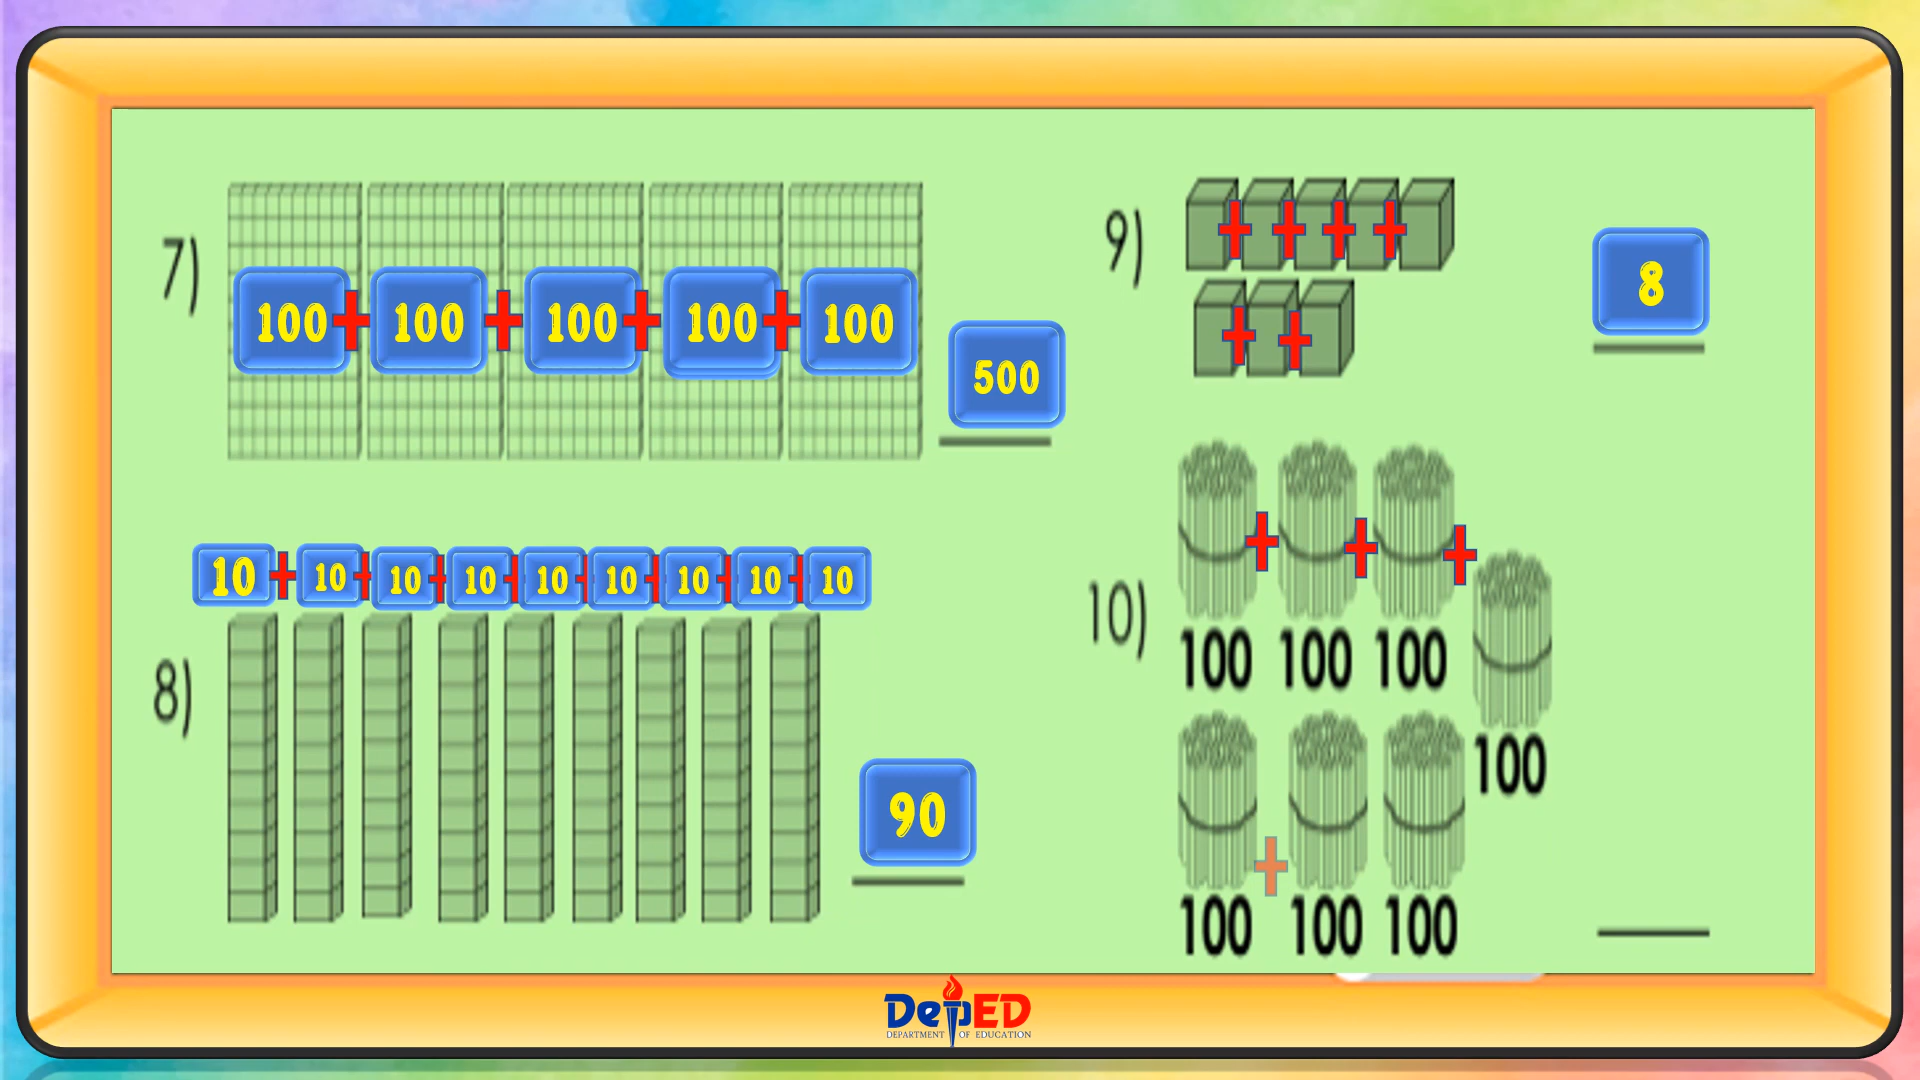 7)
100 + 100 + 100 + 100 + 100
500
10 + 10 + 10 + 10 + 10 + 10 + 10 + 10 + 10
8)
90
9)
+ + + +
+ +
8
+ + +
10)
100 100 100
100
+
100 100 100
DepED
DEPARTMENT OF EDUCATION